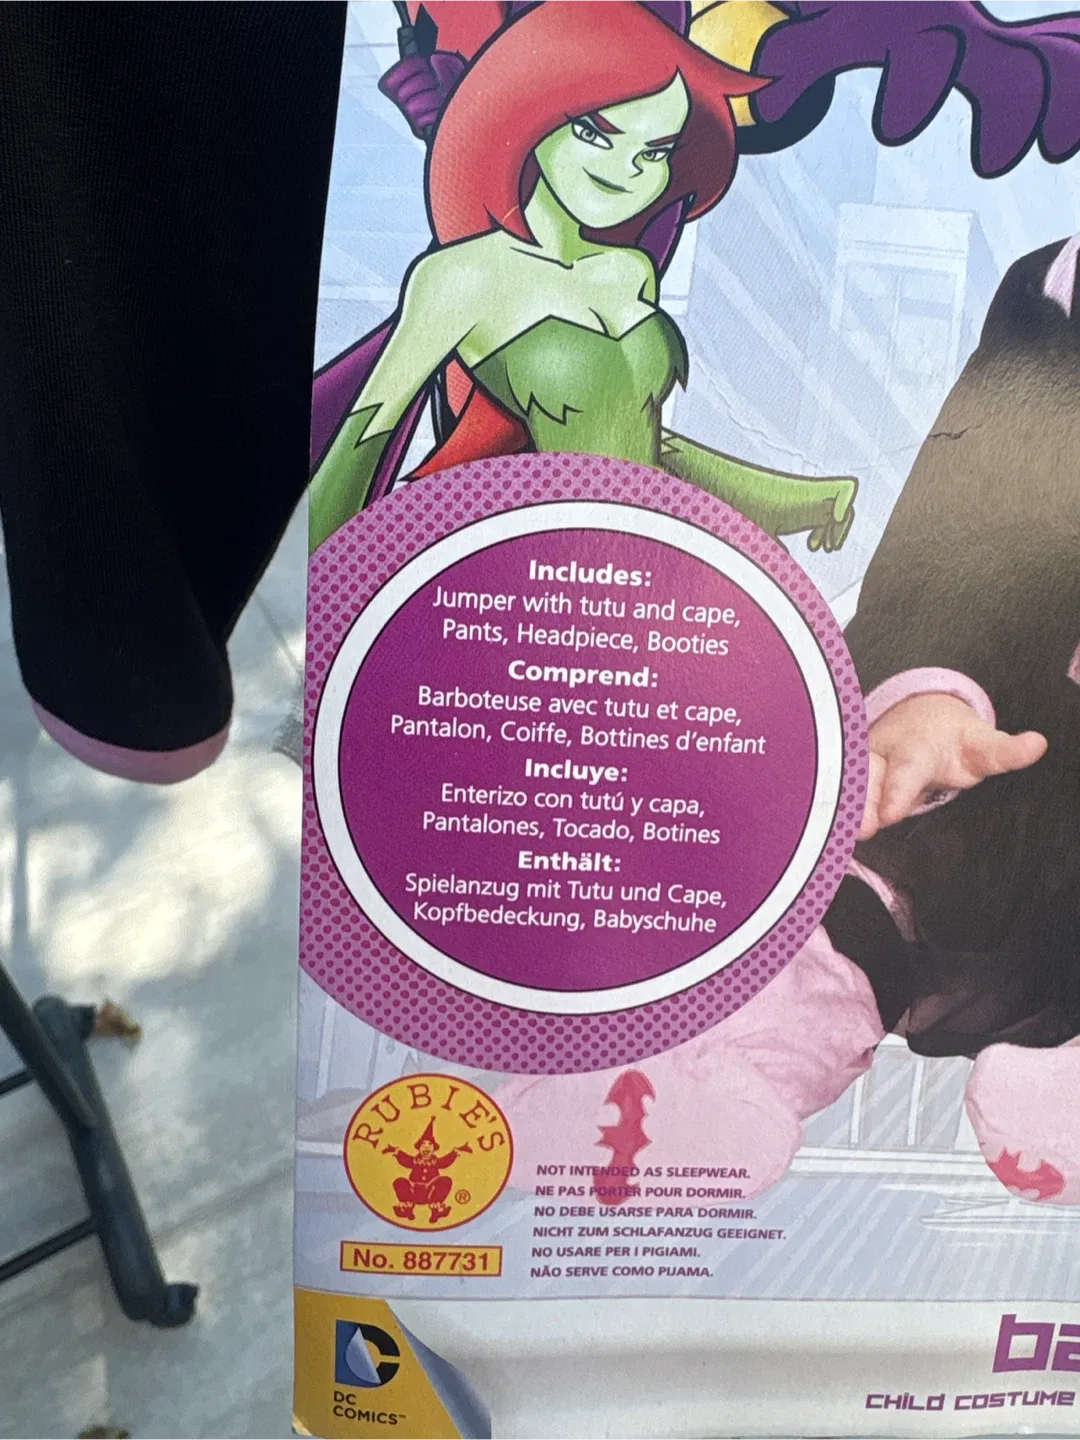 Includes:
Jumper with tutu and cape,
Pants, Headpiece, Booties
Comprend:
Barboteuse avec tutu et cape,
Pantalon, Coiffe, Bottines d'enfant
Incluye:
Enterizo con tutú y capa,
Pantalones, Tocado, Botines
Enthält:
Spielanzug mit Tutu und Cape,
Kopfbedeckung, Babyschuhe
RUBIE'S
®
No. 887731
NOT INTENDED AS SLEEPWEAR.
NE PAS PORTER POUR DORMIR.
NO DEBE USARSE PARA DORMIR.
NICHT ZUM SCHLAFANZUG GEEIGNET.
NO USARE PER I PIGIAMI.
NÃO SERVE COMO PIJAMA.
DC
DC
COMICS™
ba
CHILD COSTUME